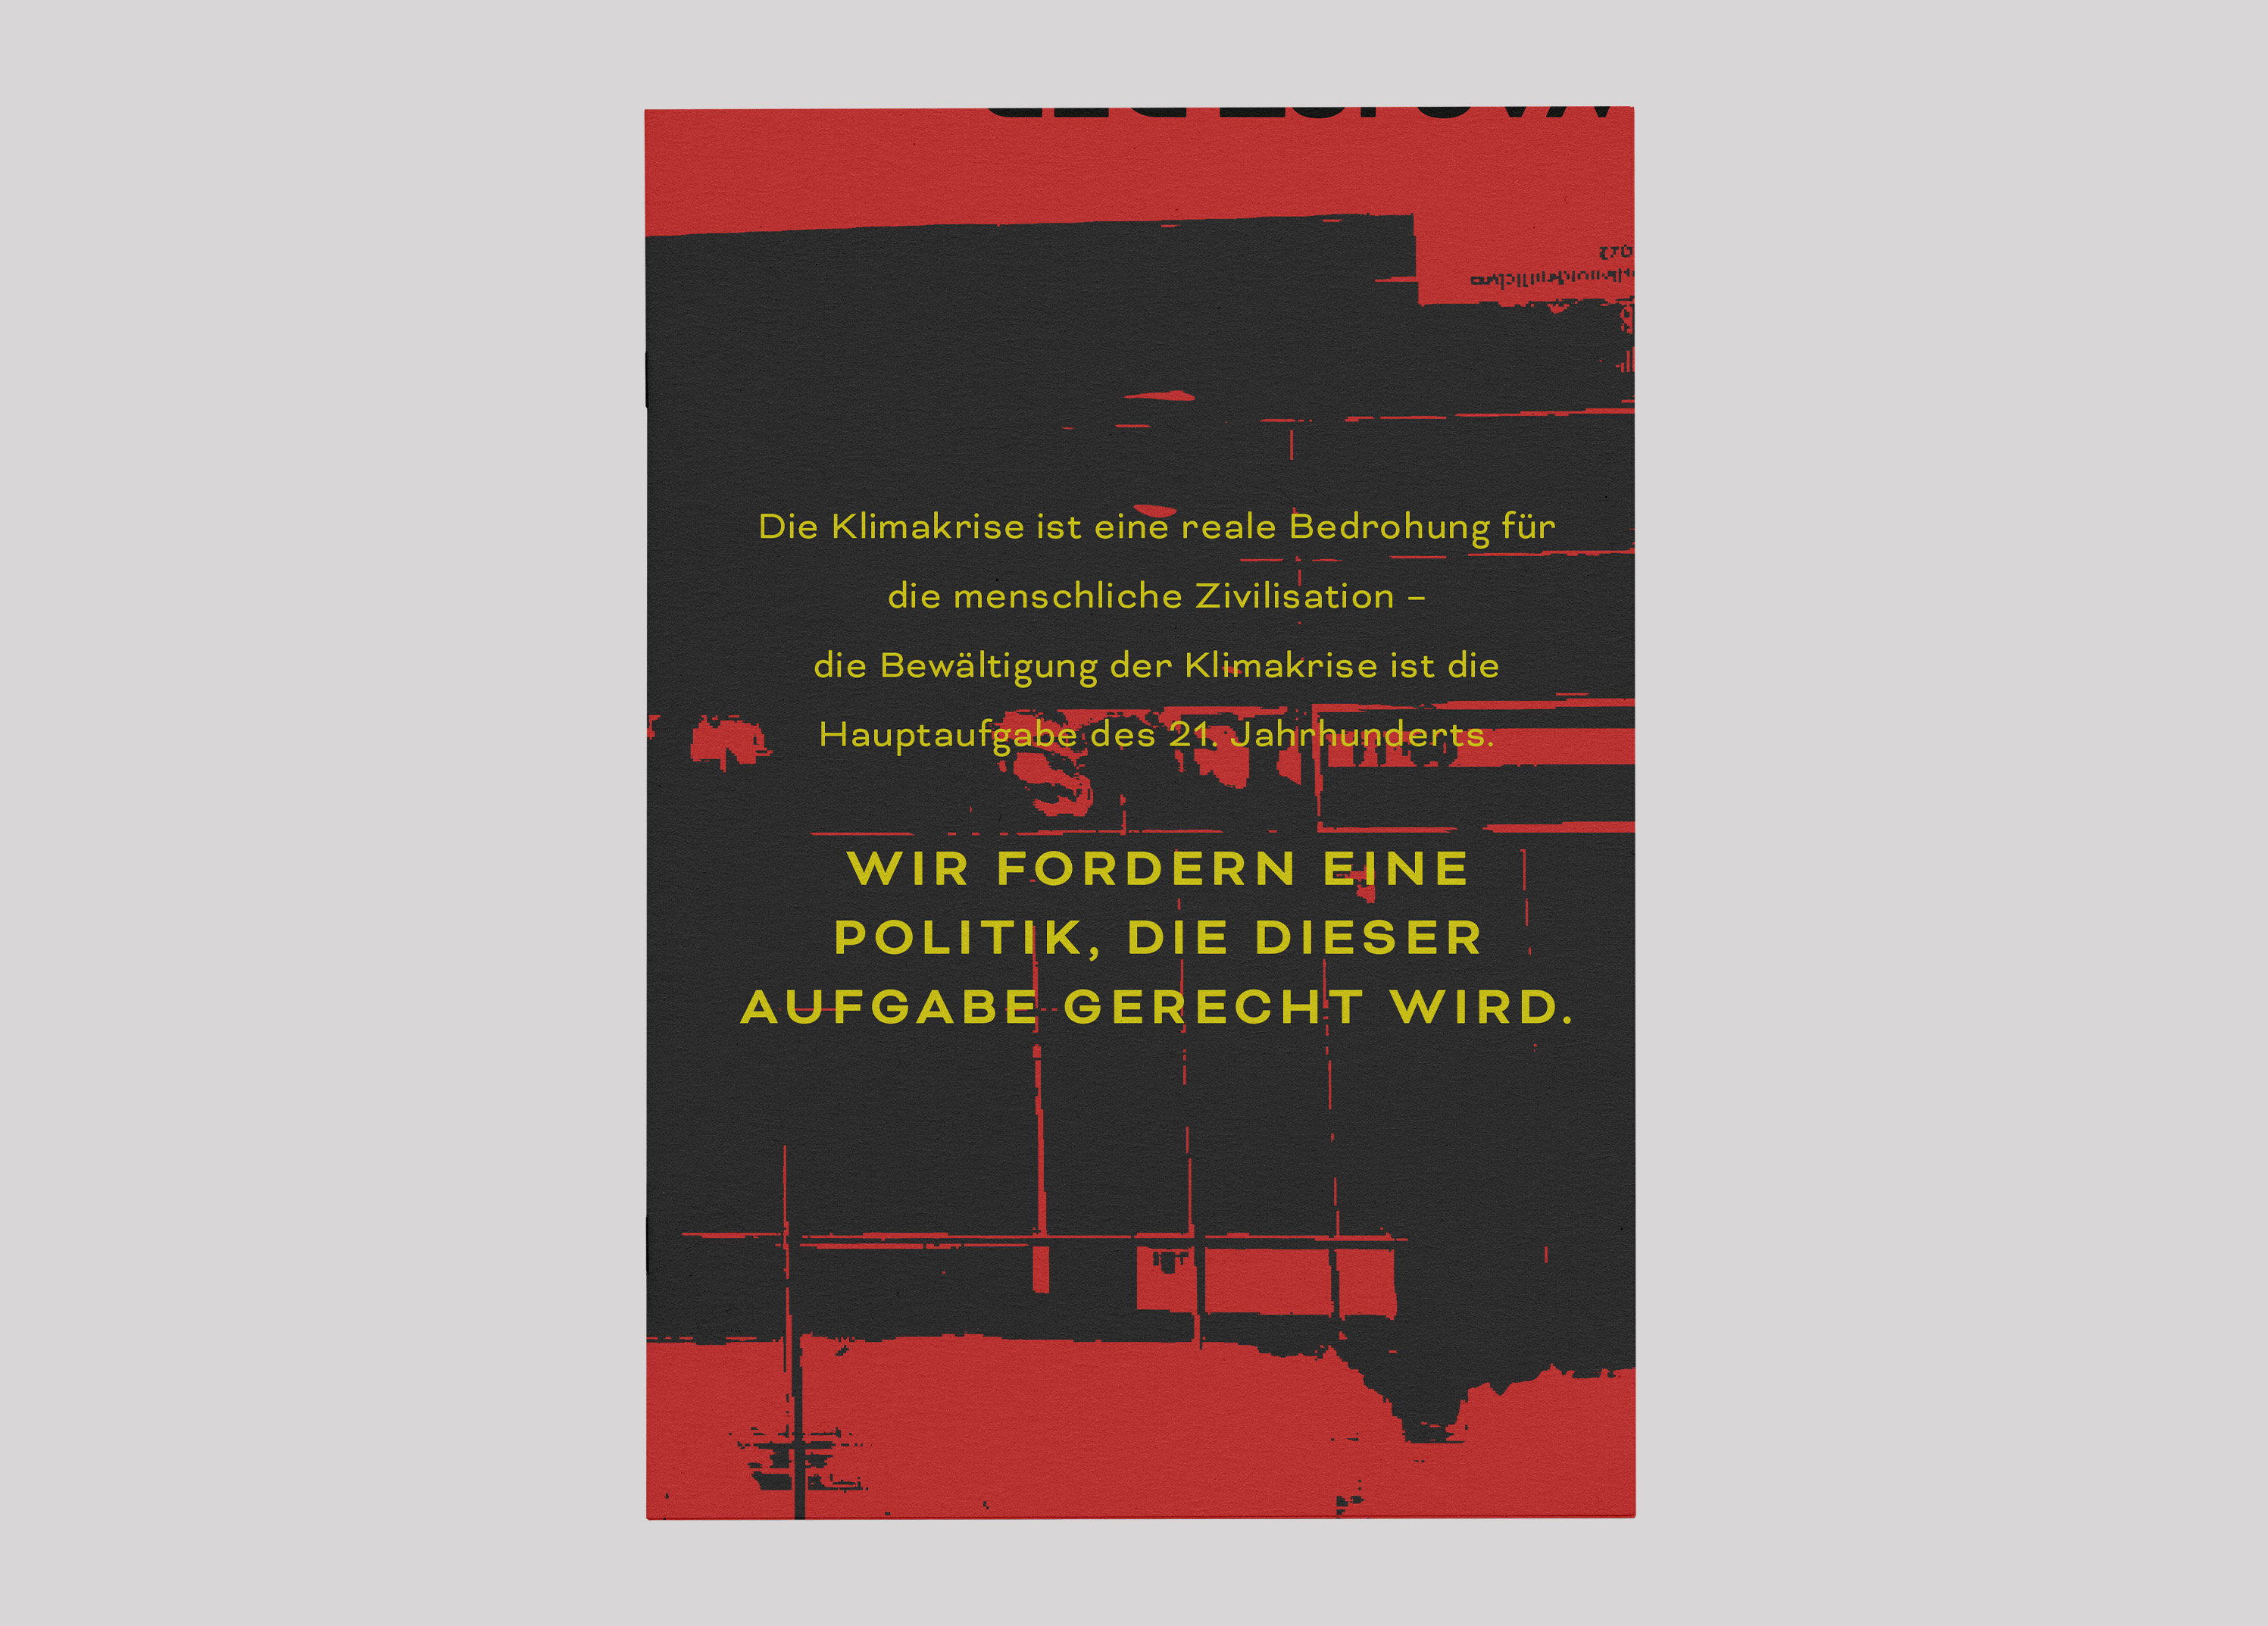 Die Klimakrise ist eine reale Bedrohung für
die menschliche Zivilisation –
die Bewältigung der Klimakrise ist die
Hauptaufgabe des 21. Jahrhunderts.
WIR FORDERN EINE
POLITIK, DIE DIESER
AUFGABE GERECHT WIRD.